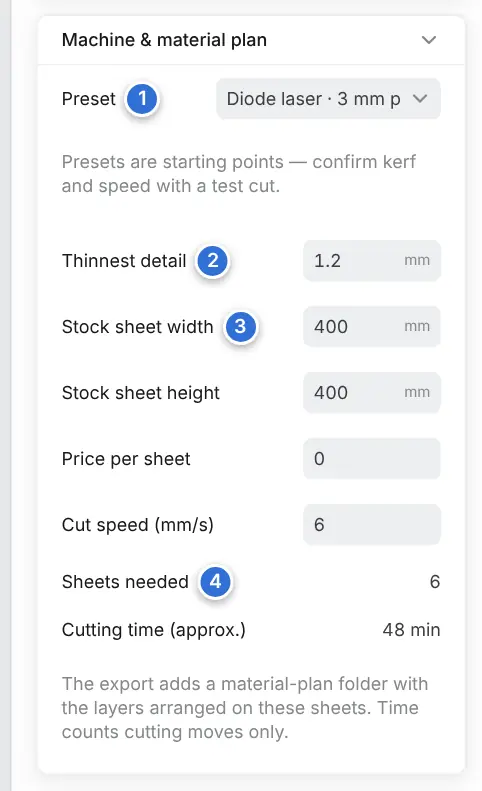 Machine & material plan
Preset 1 Diode laser · 3 mm p
Presets are starting points — confirm kerf
and speed with a test cut.
Thinnest detail 2 1.2 mm
Stock sheet width 3 400 mm
Stock sheet height 400 mm
Price per sheet 0
Cut speed (mm/s) 6
Sheets needed 4 6
Cutting time (approx.) 48 min
The export adds a material-plan folder with
the layers arranged on these sheets. Time
counts cutting moves only.